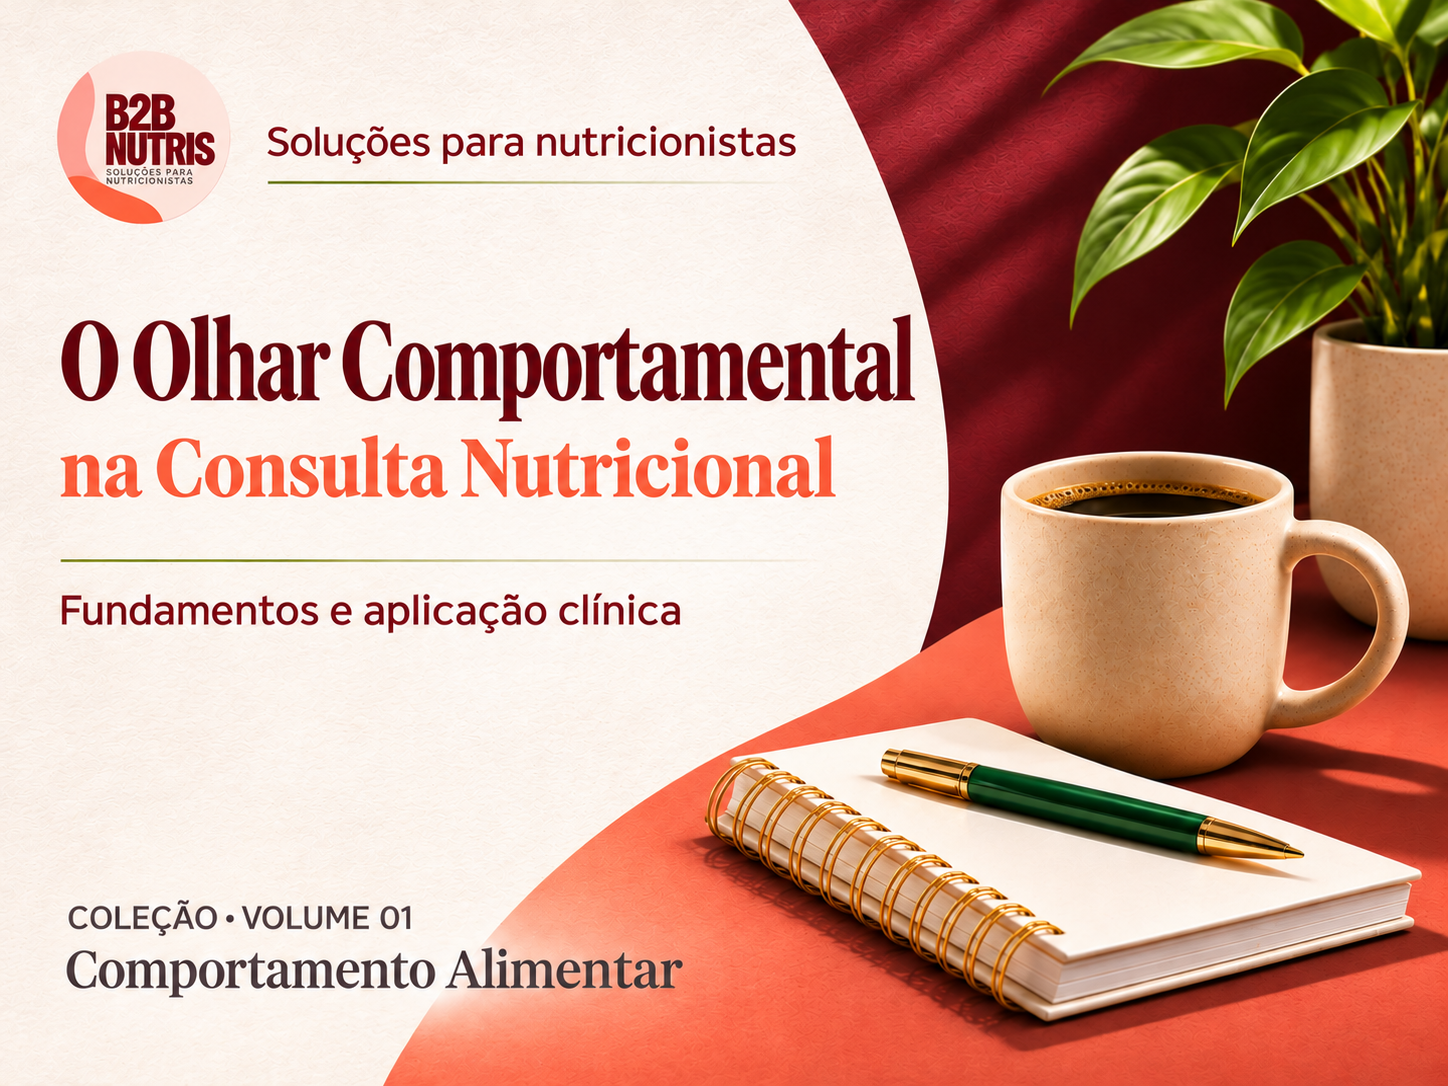 B2B
NUTRIS
SOLUÇÕES PARA
NUTRICIONISTAS
Soluções para nutricionistas
O Olhar Comportamental
na Consulta Nutricional
Fundamentos e aplicação clínica
COLEÇÃO • VOLUME 01
Comportamento Alimentar